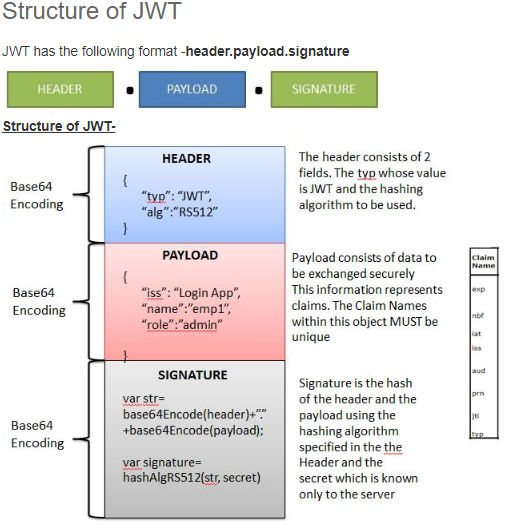 Structure of JWT
JWT has the following format -header.payload.signature
HEADER
PAYLOAD
SIGNATURE
Structure of JWT-
Base64
Encoding
HEADER
{
“typ”: “JWT”,
“alg”:”RS512”
}
The header consists of 2
fields. The typ whose value
is JWT and the hashing
algorithm to be used.
Base64
Encoding
PAYLOAD
{
“iss”: “Login App”,
“name”:”emp1”,
“role”:”admin”
}
Payload consists of data to
be exchanged securely
This information represents
claims. The Claim Names
within this object MUST be
unique
Base64
Encoding
SIGNATURE
var str=
base64Encode(header)+”.”
+base64Encode(payload);
var signature=
hashAlgRS512(str, secret)
Signature is the hash
of the header and the
payload using the
hashing algorithm
specified in the the
Header and the
secret which is known
only to the server
Claim
Name
exp
nbf
iat
iss
aud
prn
jti
typ